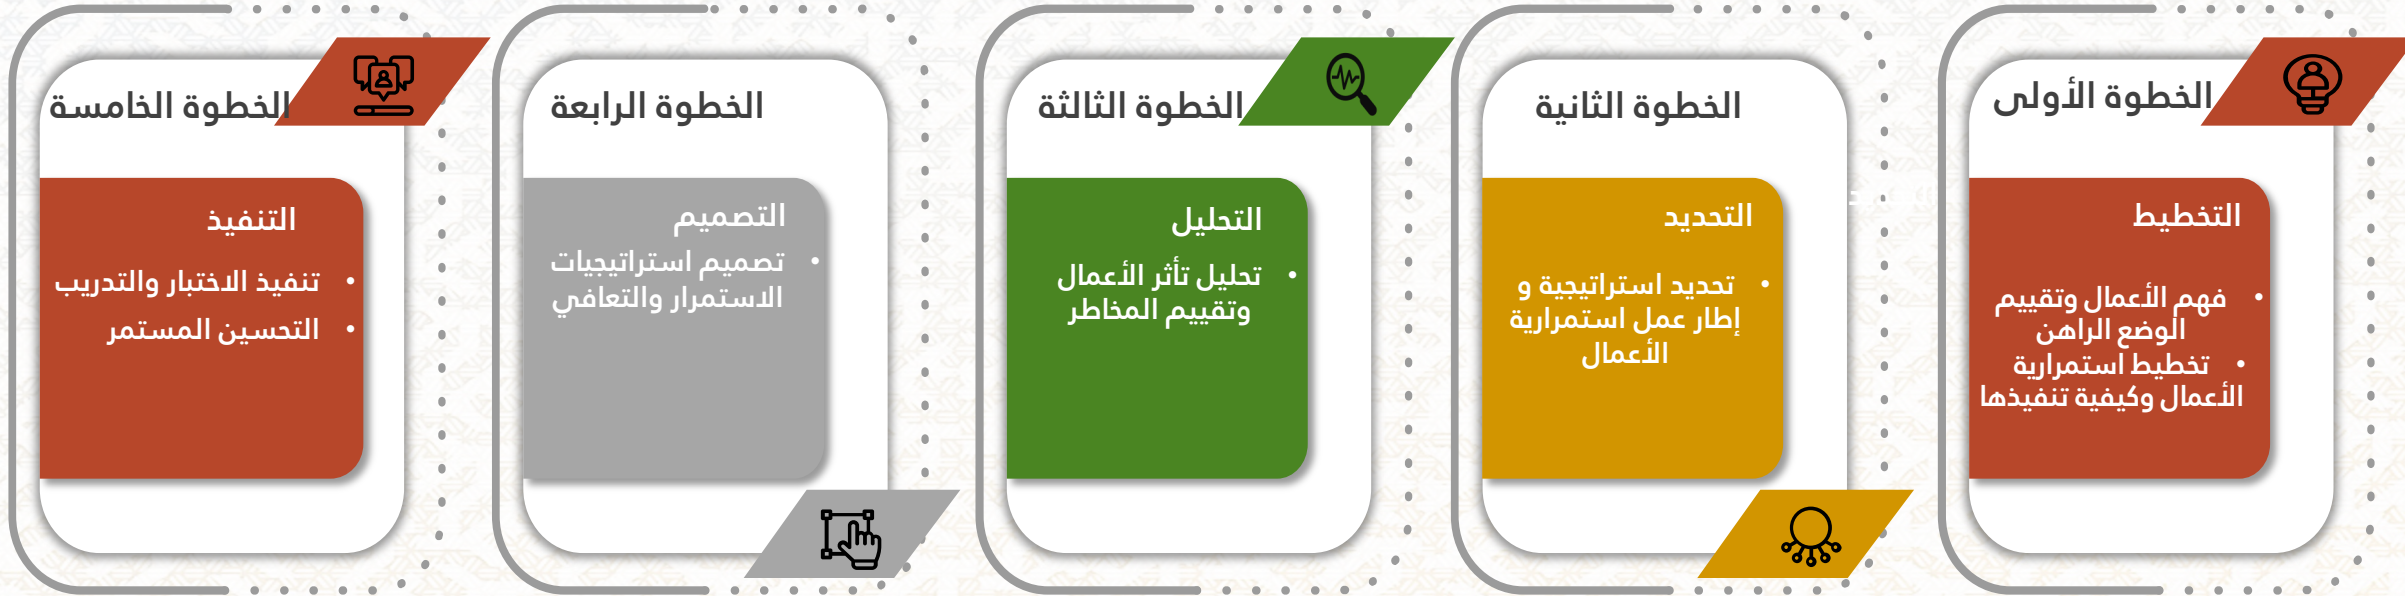 الخطوة الأولى
التخطيط
• فهم الأعمال وتقييم
الوضع الراهن
• تخطيط استمرارية
الأعمال وكيفية تنفيذها
الخطوة الثانية
التحديد
• تحديد استراتيجية و
إطار عمل استمرارية
الأعمال
الخطوة الثالثة
التحليل
• تحليل تأثر الأعمال
وتقييم المخاطر
الخطوة الرابعة
التصميم
• تصميم استراتيجيات
الاستمرار والتعافي
الخطوة الخامسة
التنفيذ
• تنفيذ الاختبار والتدريب
• التحسين المستمر